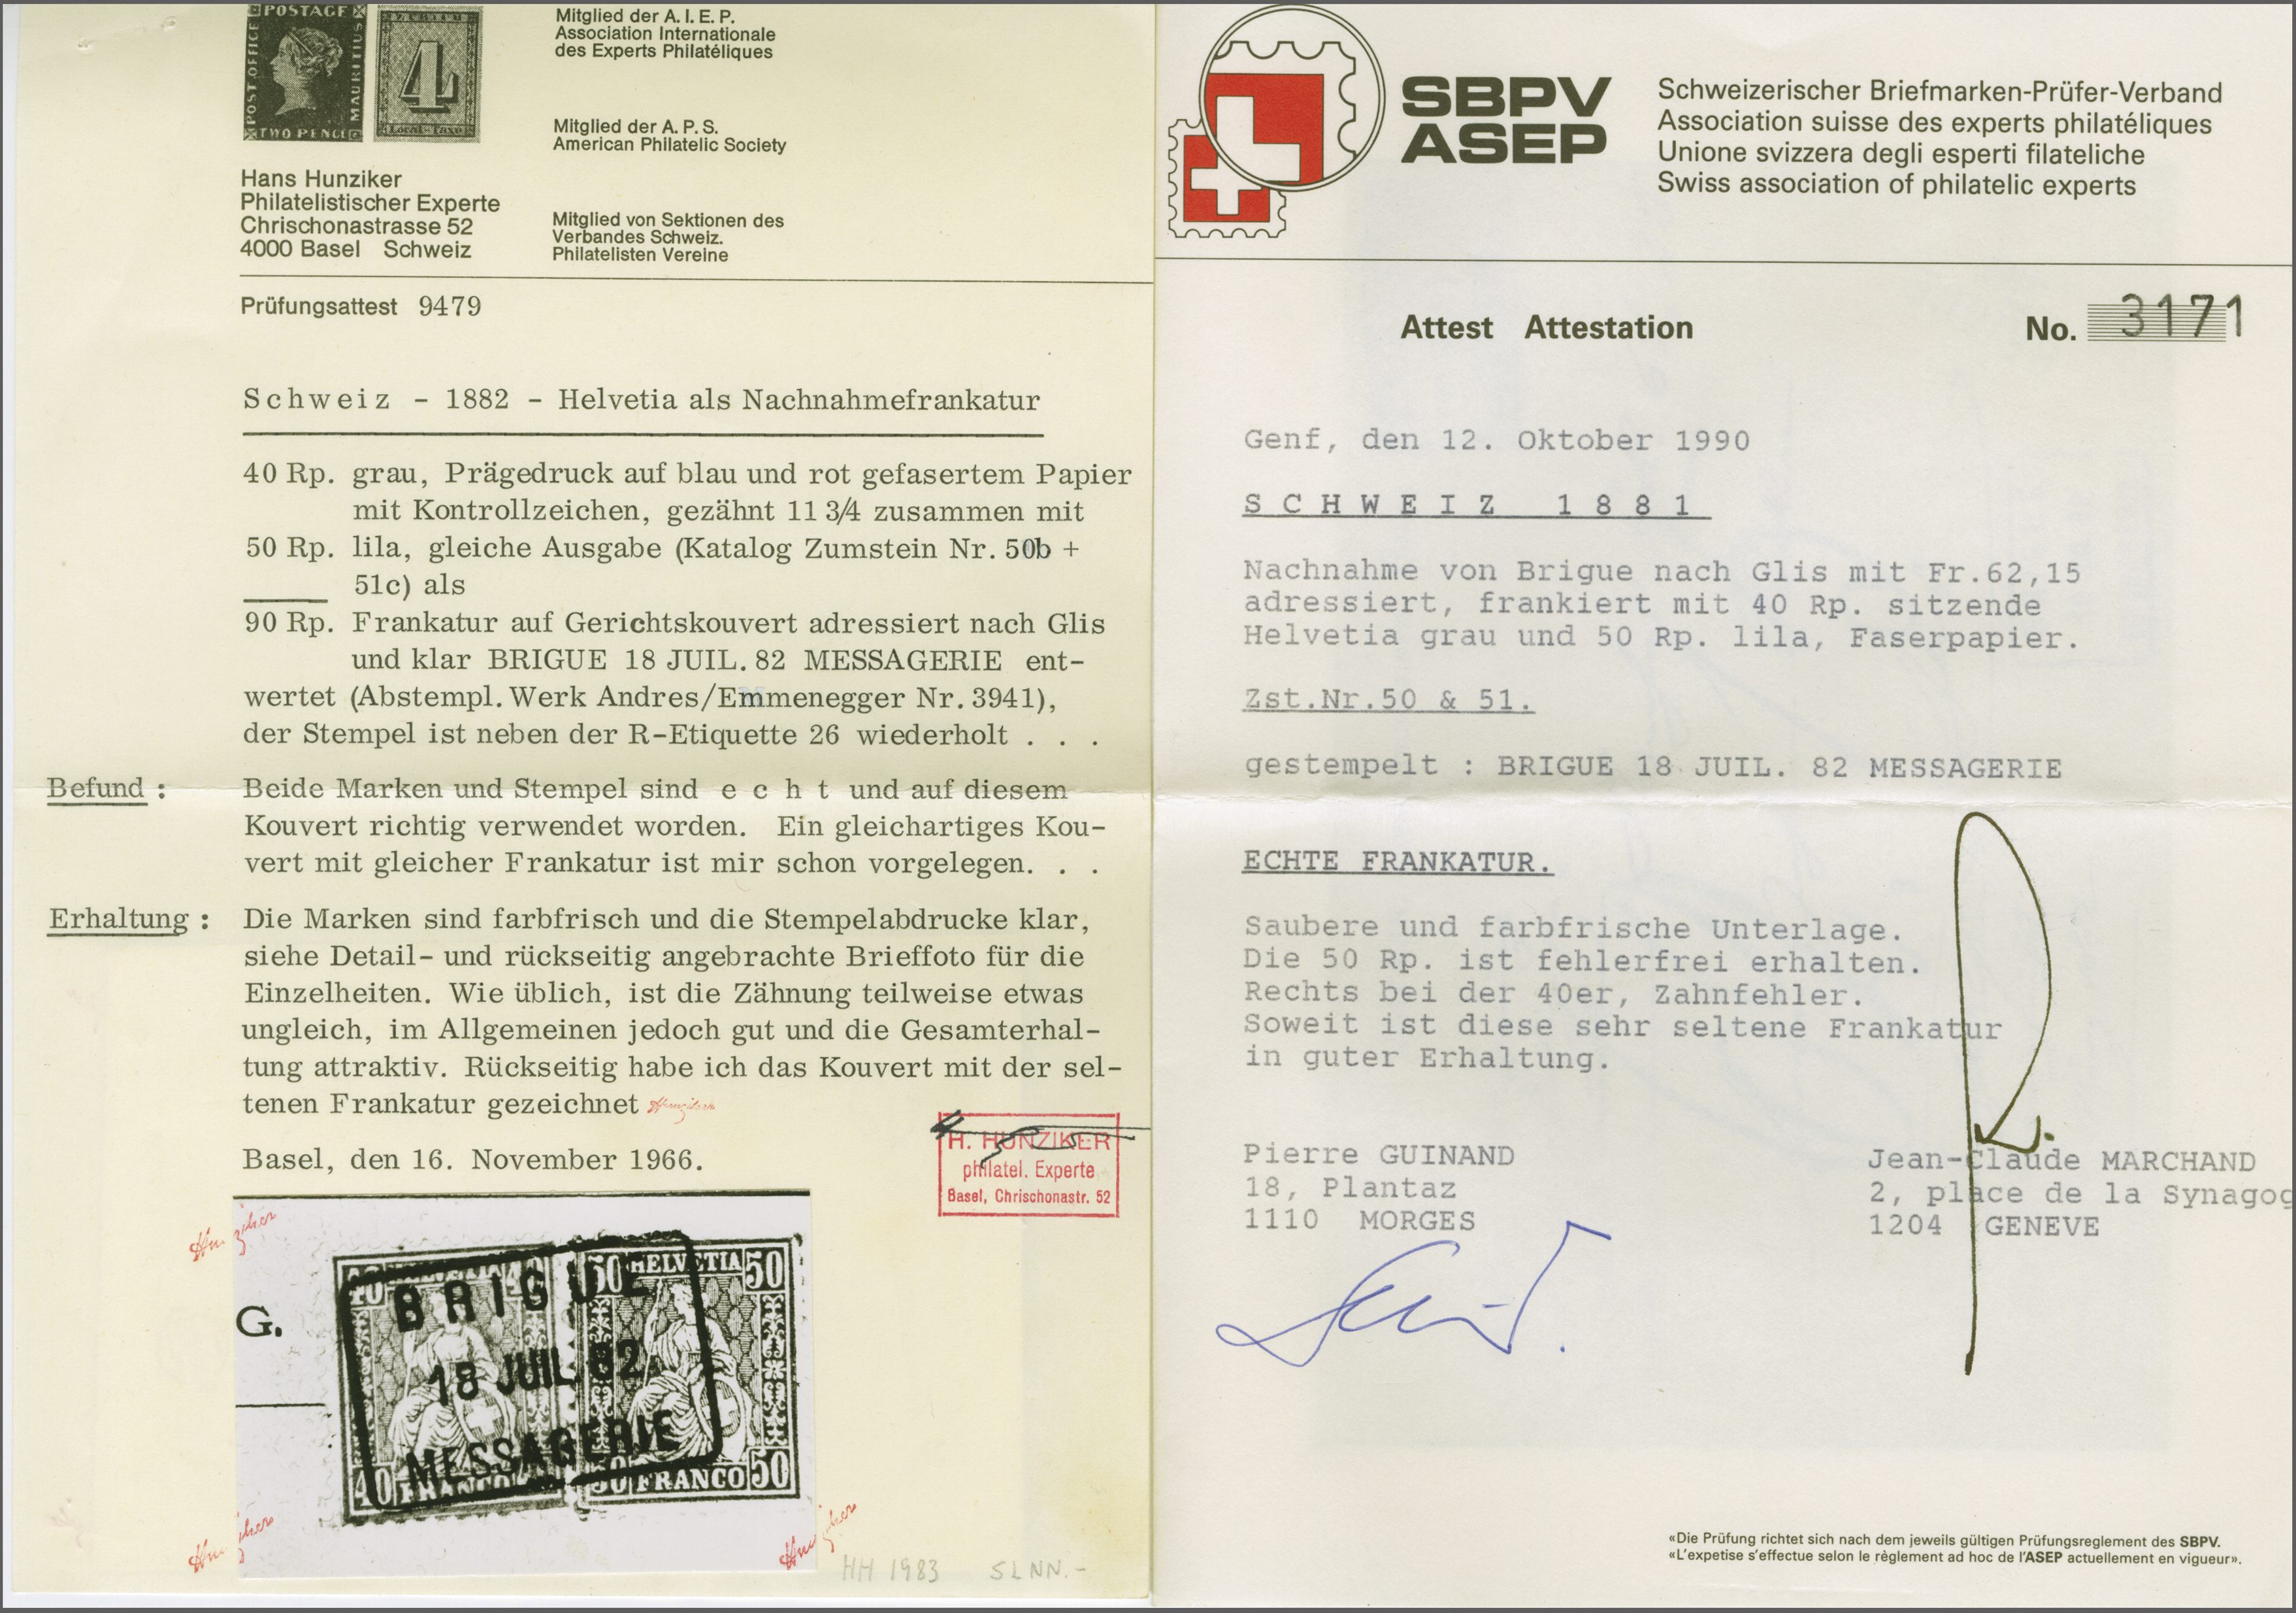 POSTAGE
POST OFFICE
MAURITIUS
TWO PENCE
4
Local-Taxe
Mitglied der A. I. E. P.
Association Internationale
des Experts Philatéliques
Mitglied der A. P. S.
American Philatelic Society
Hans Hunziker
Philatelistischer Experte
Chrischonastrasse 52
4000 Basel Schweiz
Mitglied von Sektionen des
Verbandes Schweiz.
Philatelisten Vereine
Prüfungsattest 9479
Schweiz - 1882 - Helvetia als Nachnahmefrankatur
40 Rp. grau, Prägedruck auf blau und rot gefasertem Papier
mit Kontrollzeichen, gezähnt 11 3/4 zusammen mit
50 Rp. lila, gleiche Ausgabe (Katalog Zumstein Nr. 50b +
51c) als
90 Rp. Frankatur auf Gerichtskouvert adressiert nach Glis
und klar BRIGUE 18 JUIL. 82 MESSAGERIE ent-
wertet (Abstempl. Werk Andres/Emmenegger Nr. 3941),
der Stempel ist neben der R-Etiquette 26 wiederholt . . .
Befund : Beide Marken und Stempel sind e c h t und auf diesem
Kouvert richtig verwendet worden. Ein gleichartiges Kou-
vert mit gleicher Frankatur ist mir schon vorgelegen. . .
Erhaltung : Die Marken sind farbfrisch und die Stempelabdrucke klar,
siehe Detail- und rückseitig angebrachte Brieffoto für die
Einzelheiten. Wie üblich, ist die Zähnung teilweise etwas
ungleich, im Allgemeinen jedoch gut und die Gesamterhal-
tung attraktiv. Rückseitig habe ich das Kouvert mit der sel-
tenen Frankatur gezeichnet Hunziker
Basel, den 16. November 1966.
H. HUNZIKER
philatel. Experte
Basel, Chrischonastr. 52
Hunziker
G.
40 HELVETIA 40
50 HELVETIA 50
BRIGUE
18 JUIL. 82
MESSAGERIE
40 FRANCO
50 FRANCO 50
Hunziker
Hunziker
HH 1983 SLNN.-
SBPV
ASEP
Schweizerischer Briefmarken-Prüfer-Verband
Association suisse des experts philatéliques
Unione svizzera degli esperti filateliche
Swiss association of philatelic experts
Attest Attestation
No. 3171
Genf, den 12. Oktober 1990
S C H W E I Z 1 8 8 1
Nachnahme von Brigue nach Glis mit Fr.62,15
adressiert, frankiert mit 40 Rp. sitzende
Helvetia grau und 50 Rp. lila, Faserpapier.
Zst.Nr.50 & 51.
gestempelt : BRIGUE 18 JUIL. 82 MESSAGERIE
ECHTE FRANKATUR.
Saubere und farbfrische Unterlage.
Die 50 Rp. ist fehlerfrei erhalten.
Rechts bei der 40er, Zahnfehler.
Soweit ist diese sehr seltene Frankatur
in guter Erhaltung.
Pierre GUINAND
18, Plantaz
1110 MORGES
Jean-Claude MARCHAND
2, place de la Synagog
1204 GENEVE
«Die Prüfung richtet sich nach dem jeweils gültigen Prüfungsreglement des SBPV.
«L'expetise s'effectue selon le règlement ad hoc de l'ASEP actuellement en vigueur».